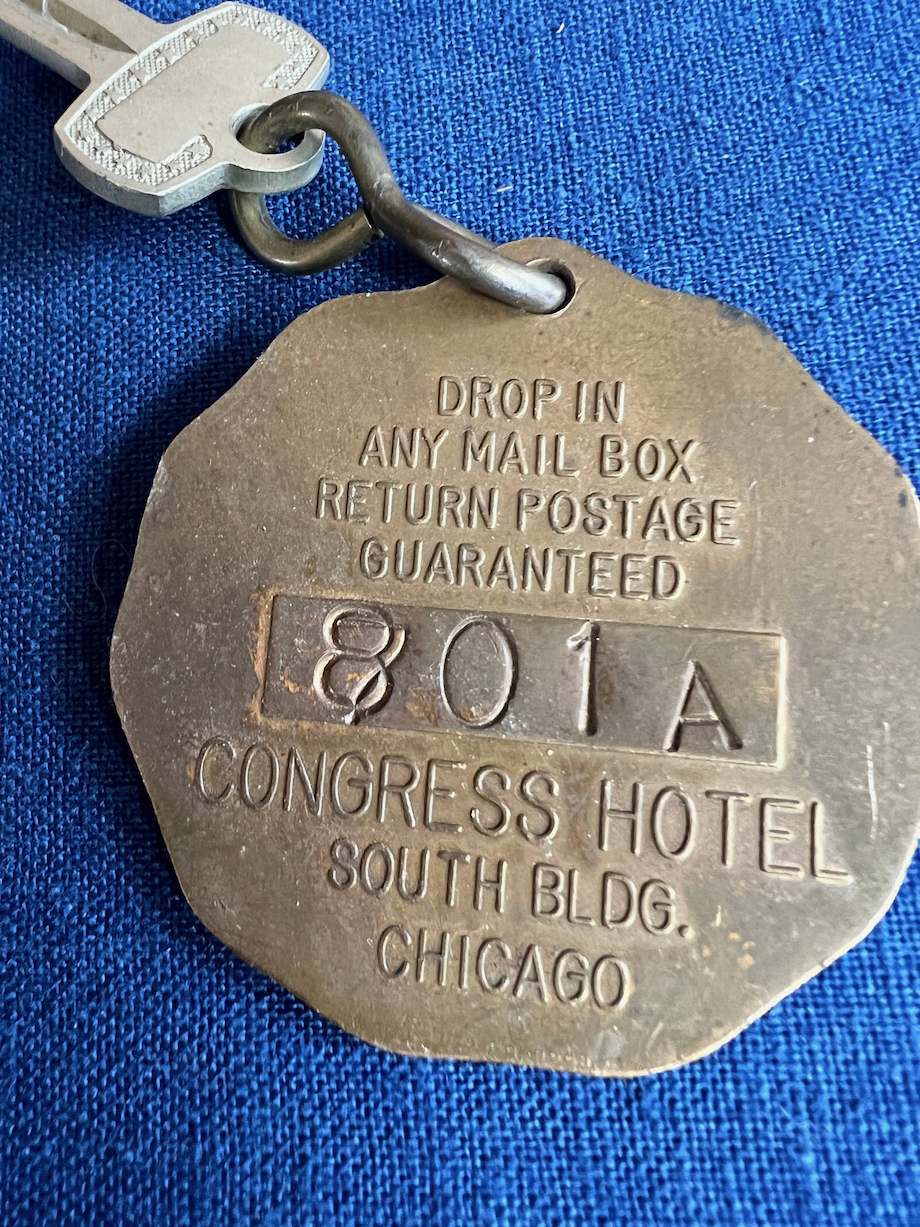 DROP IN
ANY MAIL BOX
RETURN POSTAGE
GUARANTEED
801A
CONGRESS HOTEL
SOUTH BLDG.
CHICAGO